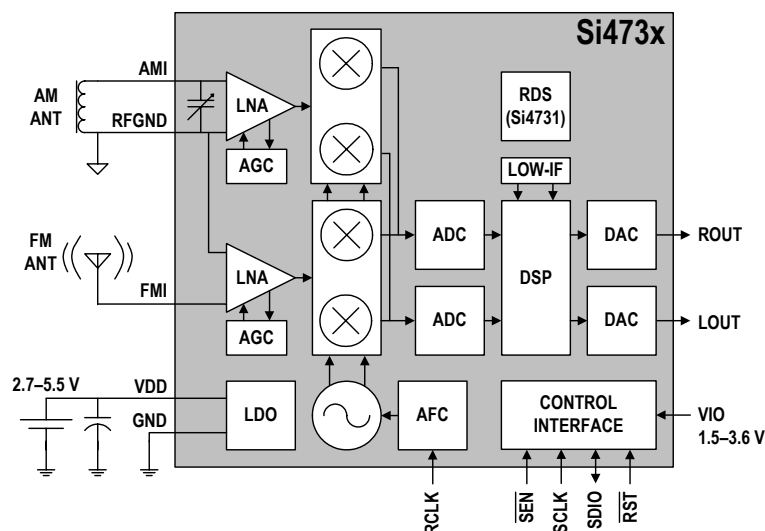 Si473x
AMI
AM
ANT
RFGND
LNA
AGC
RDS
(Si4731)
LOW-IF
FM
ANT
FMI
LNA
AGC
ADC
ADC
DSP
DAC
DAC
ROUT
LOUT
2.7–5.5 V
VDD
GND
LDO
AFC
CONTROL
INTERFACE
VIO
1.5–3.6 V
RCLK
SEN
SCLK
SDIO
RST